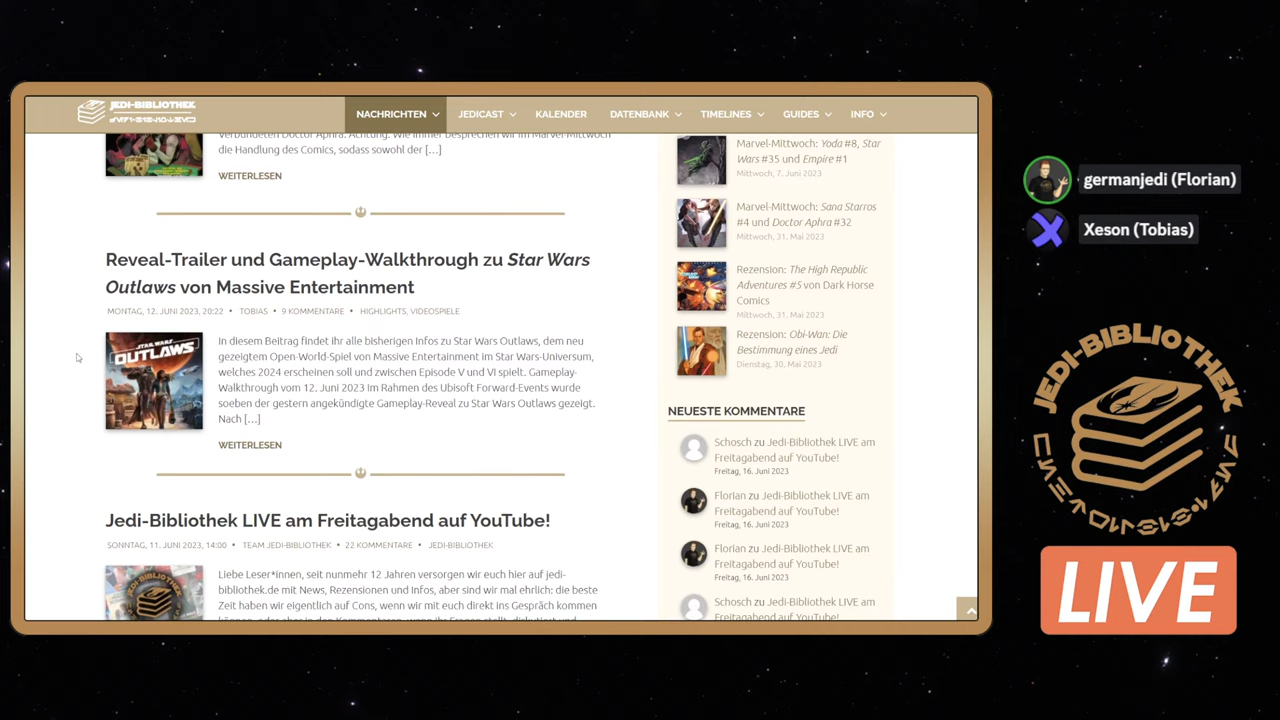 JEDI-BIBLIOTHEK
NACHRICHTEN
JEDICAST
KALENDER
DATENBANK
TIMELINES
GUIDES
INFO
Verbündeten Doctor Aphra. Achtung: Wie immer besprechen wir im Marvel-Mittwoch
die Handlung des Comics, sodass sowohl der […]
WEITERLESEN
Reveal-Trailer und Gameplay-Walkthrough zu Star Wars
Outlaws von Massive Entertainment
MONTAG, 12. JUNI 2023, 20:22 • TOBIAS • 9 KOMMENTARE • HIGHLIGHTS, VIDEOSPIELE
STAR WARS
OUTLAWS
In diesem Beitrag findet ihr alle bisherigen Infos zu Star Wars Outlaws, dem neu
gezeigtem Open-World-Spiel von Massive Entertainment im Star Wars-Universum,
welches 2024 erscheinen soll und zwischen Episode V und VI spielt. Gameplay-
Walkthrough vom 12. Juni 2023 Im Rahmen des Ubisoft Forward-Events wurde
soeben der gestern angekündigte Gameplay-Reveal zu Star Wars Outlaws gezeigt.
Nach […]
WEITERLESEN
Jedi-Bibliothek LIVE am Freitagabend auf YouTube!
SONNTAG, 11. JUNI 2023, 14:00 • TEAM JEDI-BIBLIOTHEK • 22 KOMMENTARE • JEDI-BIBLIOTHEK
JEDI-BIBLIOTHEK
Liebe Leser*innen, seit nunmehr 12 Jahren versorgen wir euch hier auf jedi-
bibliothek.de mit News, Rezensionen und Infos, aber sind wir mal ehrlich: die beste
Zeit haben wir eigentlich auf Cons, wenn wir mit euch direkt ins Gespräch kommen
Marvel-Mittwoch: Yoda #8, Star
Wars #35 und Empire #1
Mittwoch, 7. Juni 2023
Marvel-Mittwoch: Sana Starros
#4 und Doctor Aphra #32
Mittwoch, 31. Mai 2023
Rezension: The High Republic
Adventures #5 von Dark Horse
Comics
Mittwoch, 31. Mai 2023
Rezension: Obi-Wan: Die
Bestimmung eines Jedi
Dienstag, 30. Mai 2023
NEUESTE KOMMENTARE
Schosch zu Jedi-Bibliothek LIVE am
Freitagabend auf YouTube!
Freitag, 16. Juni 2023
Florian zu Jedi-Bibliothek LIVE am
Freitagabend auf YouTube!
Freitag, 16. Juni 2023
Florian zu Jedi-Bibliothek LIVE am
Freitagabend auf YouTube!
Freitag, 16. Juni 2023
Schosch zu Jedi-Bibliothek LIVE am
Freitagabend auf YouTube!
germanjedi (Florian)
Xeson (Tobias)
JEDI-BIBLIOTHEK
LIVE